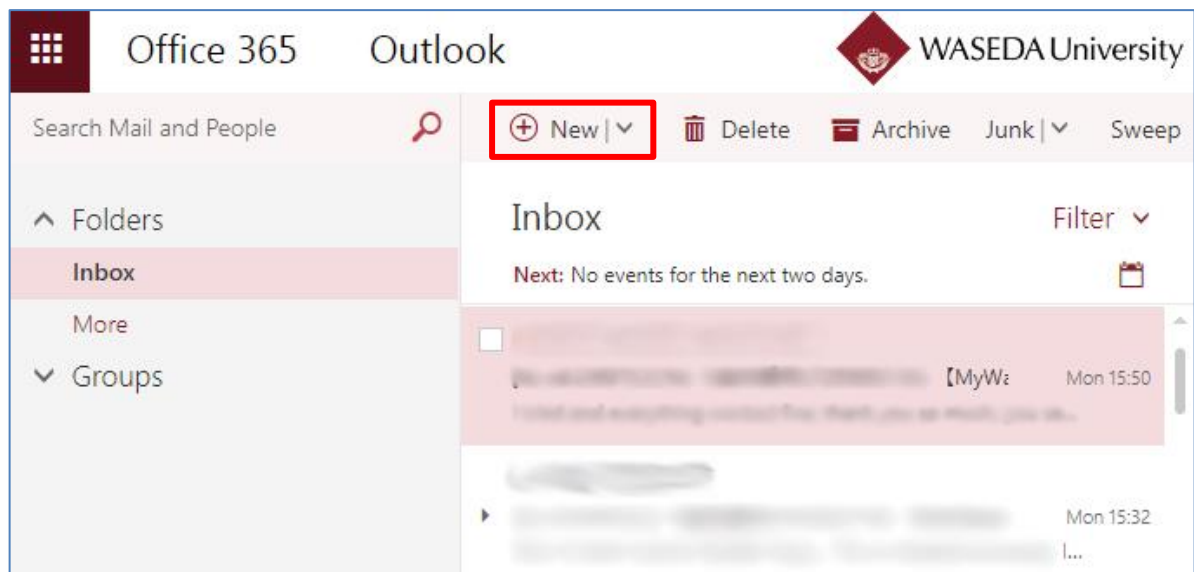 Office 365 Outlook WASEDA University
Search Mail and People
New Delete Archive Junk Sweep
Folders
Inbox
More
Groups
Inbox Filter
Next: No events for the next two days.
【MyWa Mon 15:50
Mon 15:32
l...